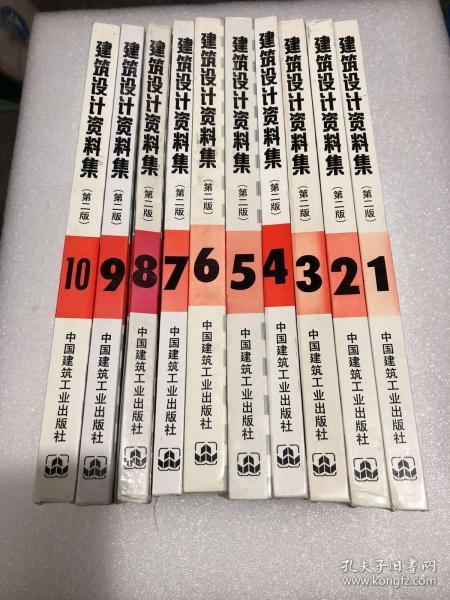 建筑设计资料集
(第二版)
10
中国建筑工业出版社
建筑设计资料集
(第二版)
9
中国建筑工业出版社
建筑设计资料集
(第二版)
8
中国建筑工业出版社
建筑设计资料集
(第二版)
7
中国建筑工业出版社
建筑设计资料集
(第二版)
6
中国建筑工业出版社
建筑设计资料集
(第二版)
5
中国建筑工业出版社
建筑设计资料集
(第二版)
4
中国建筑工业出版社
建筑设计资料集
(第二版)
3
中国建筑工业出版社
建筑设计资料集
(第二版)
2
中国建筑工业出版社
建筑设计资料集
(第二版)
1
中国建筑工业出版社
孔夫子旧书网
www.kongfz.com